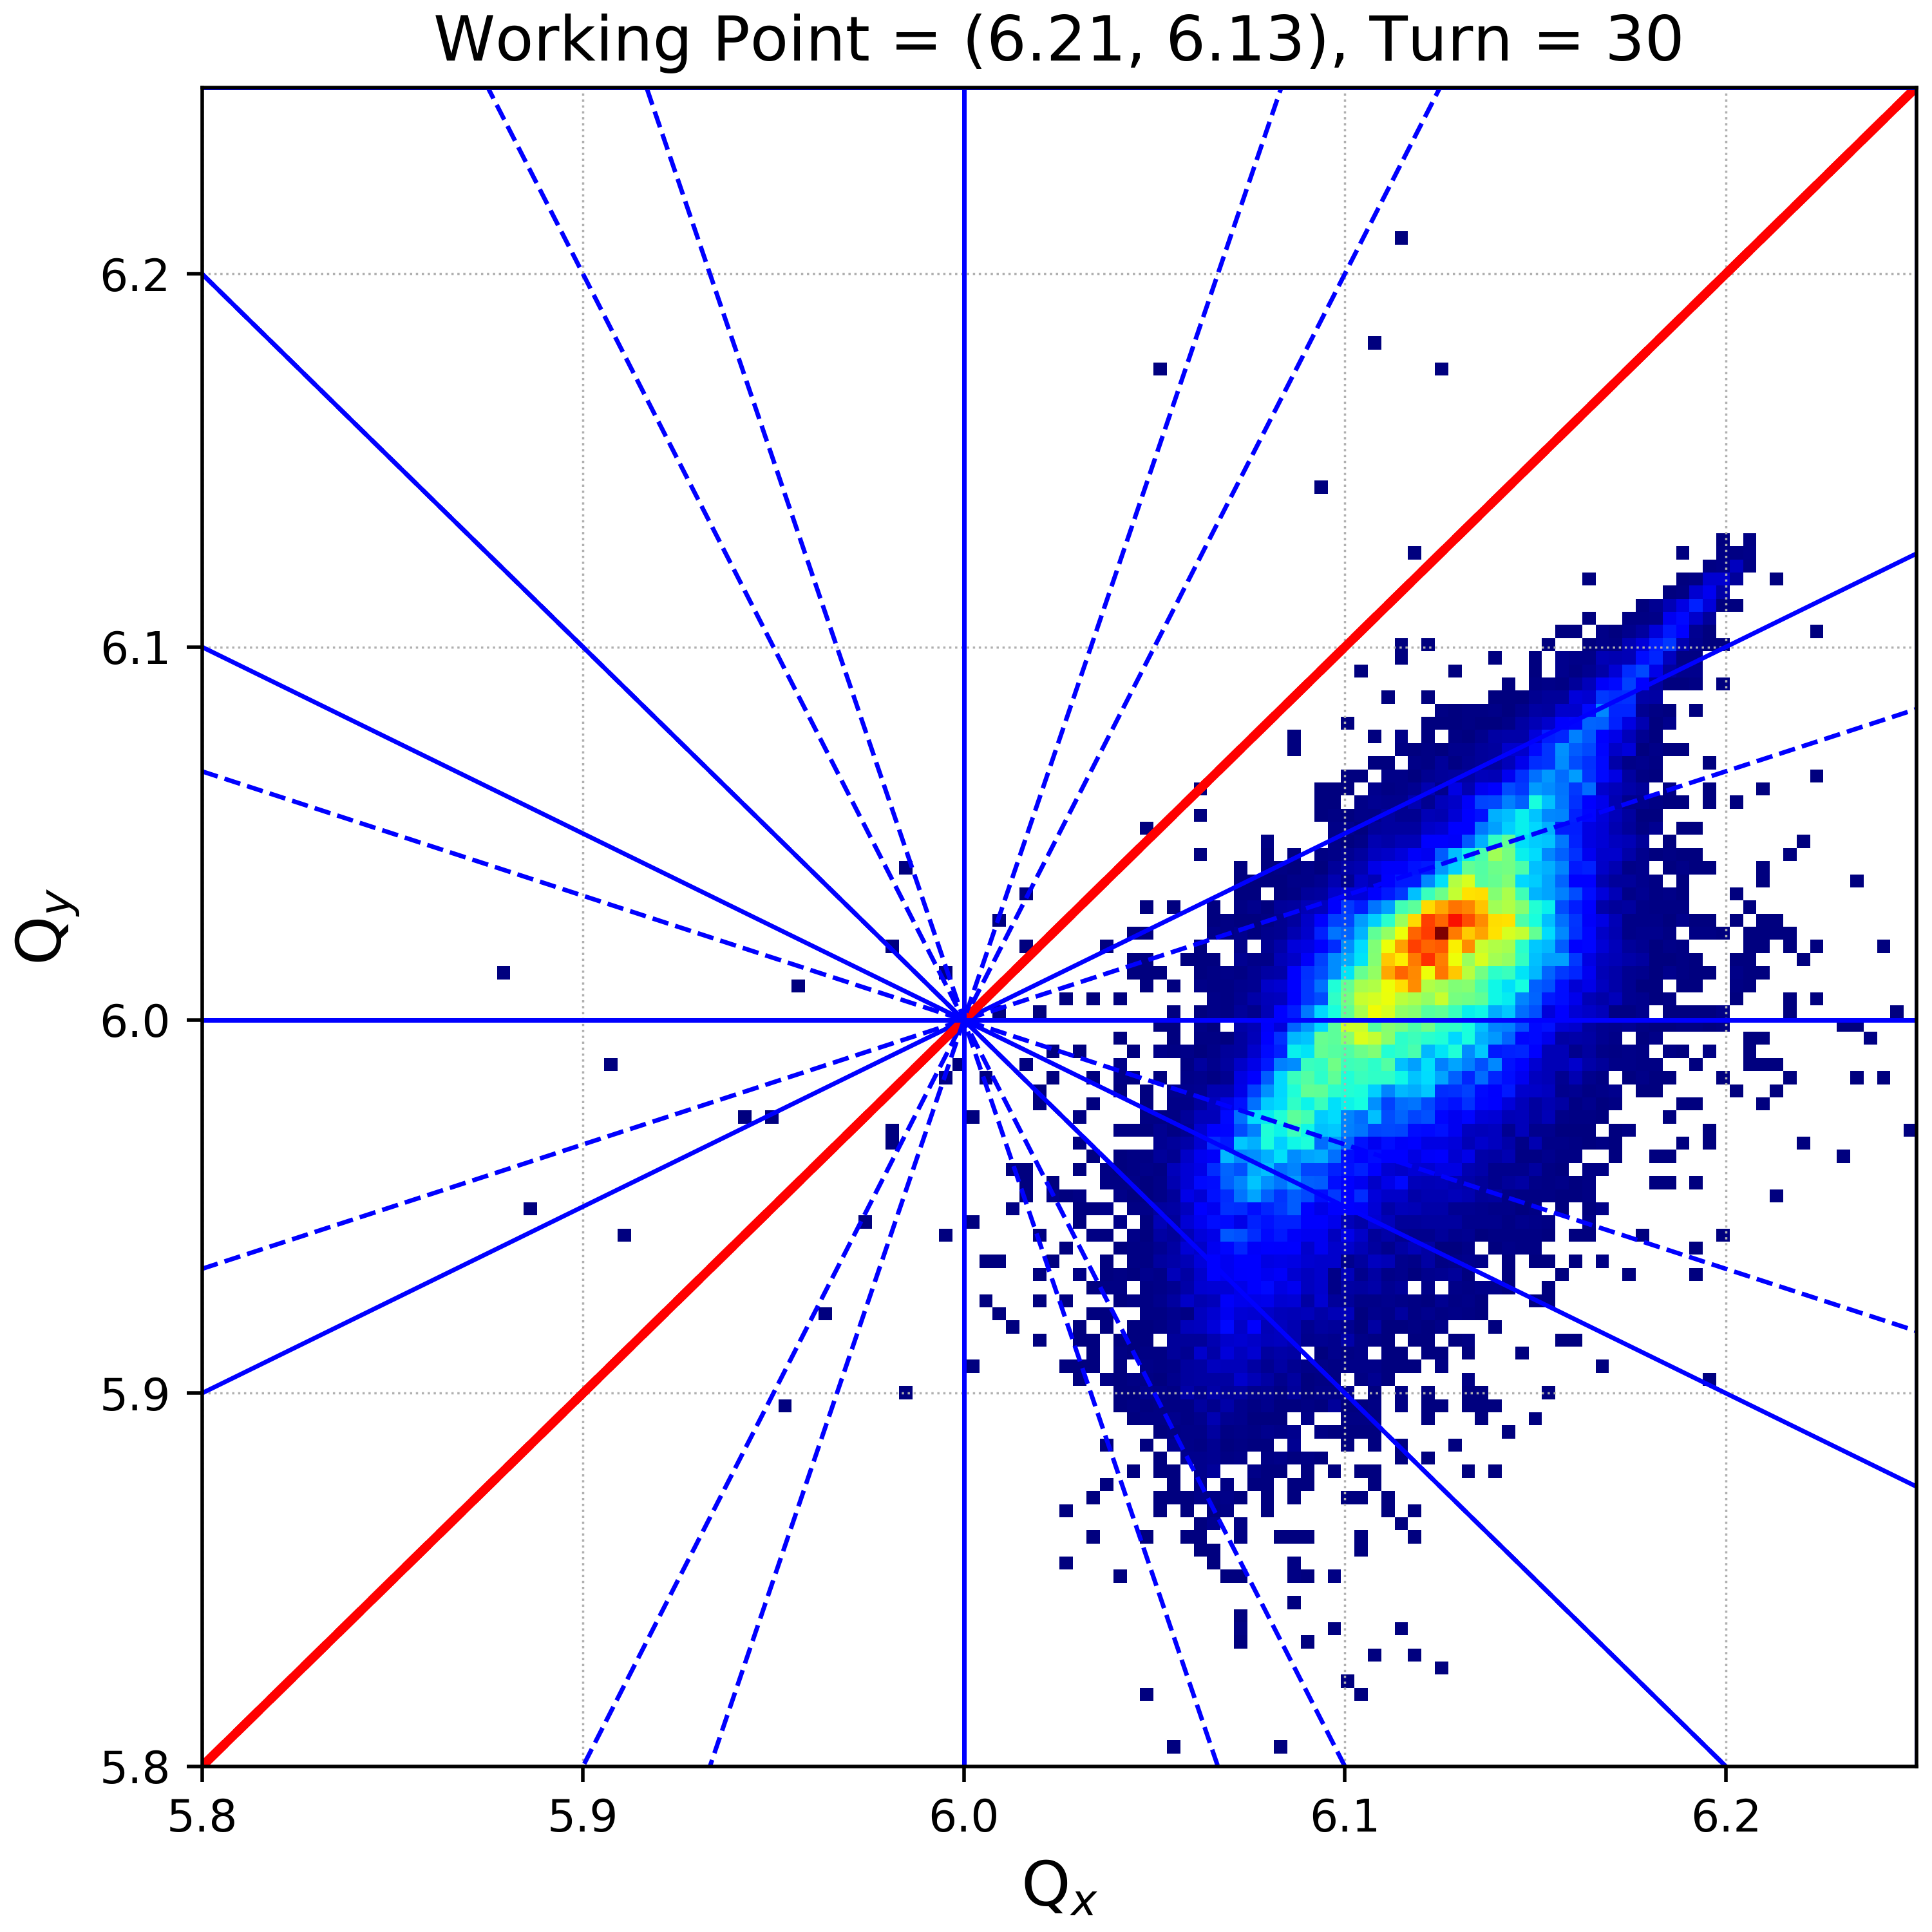 Working Point = (6.21, 6.13), Turn = 30
6.2
6.1
6.0
5.9
5.8
Qy
5.8 5.9 6.0 6.1 6.2
Qx